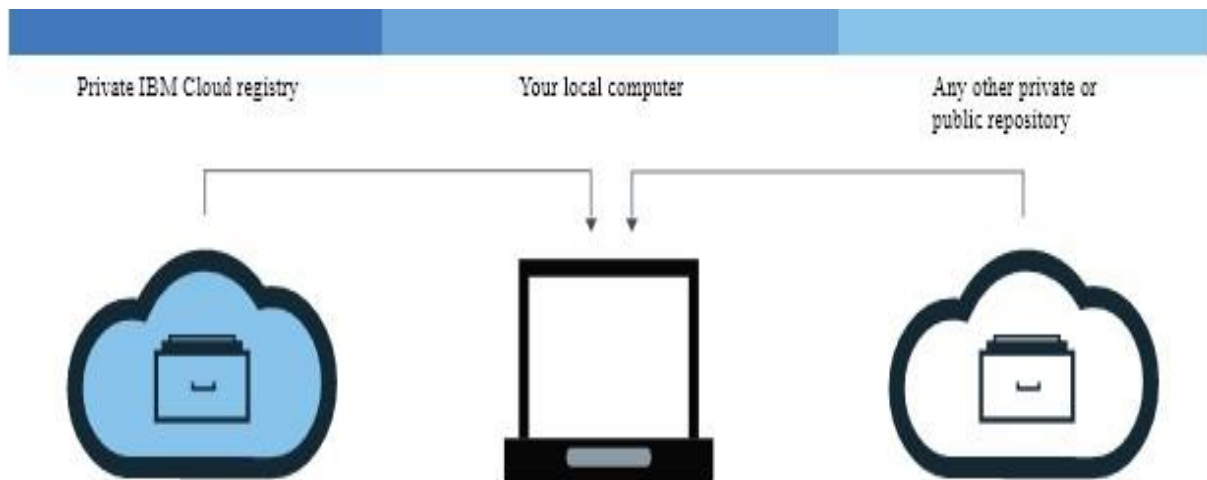 Private IBM Cloud registry
Your local computer
Any other private or
public repository